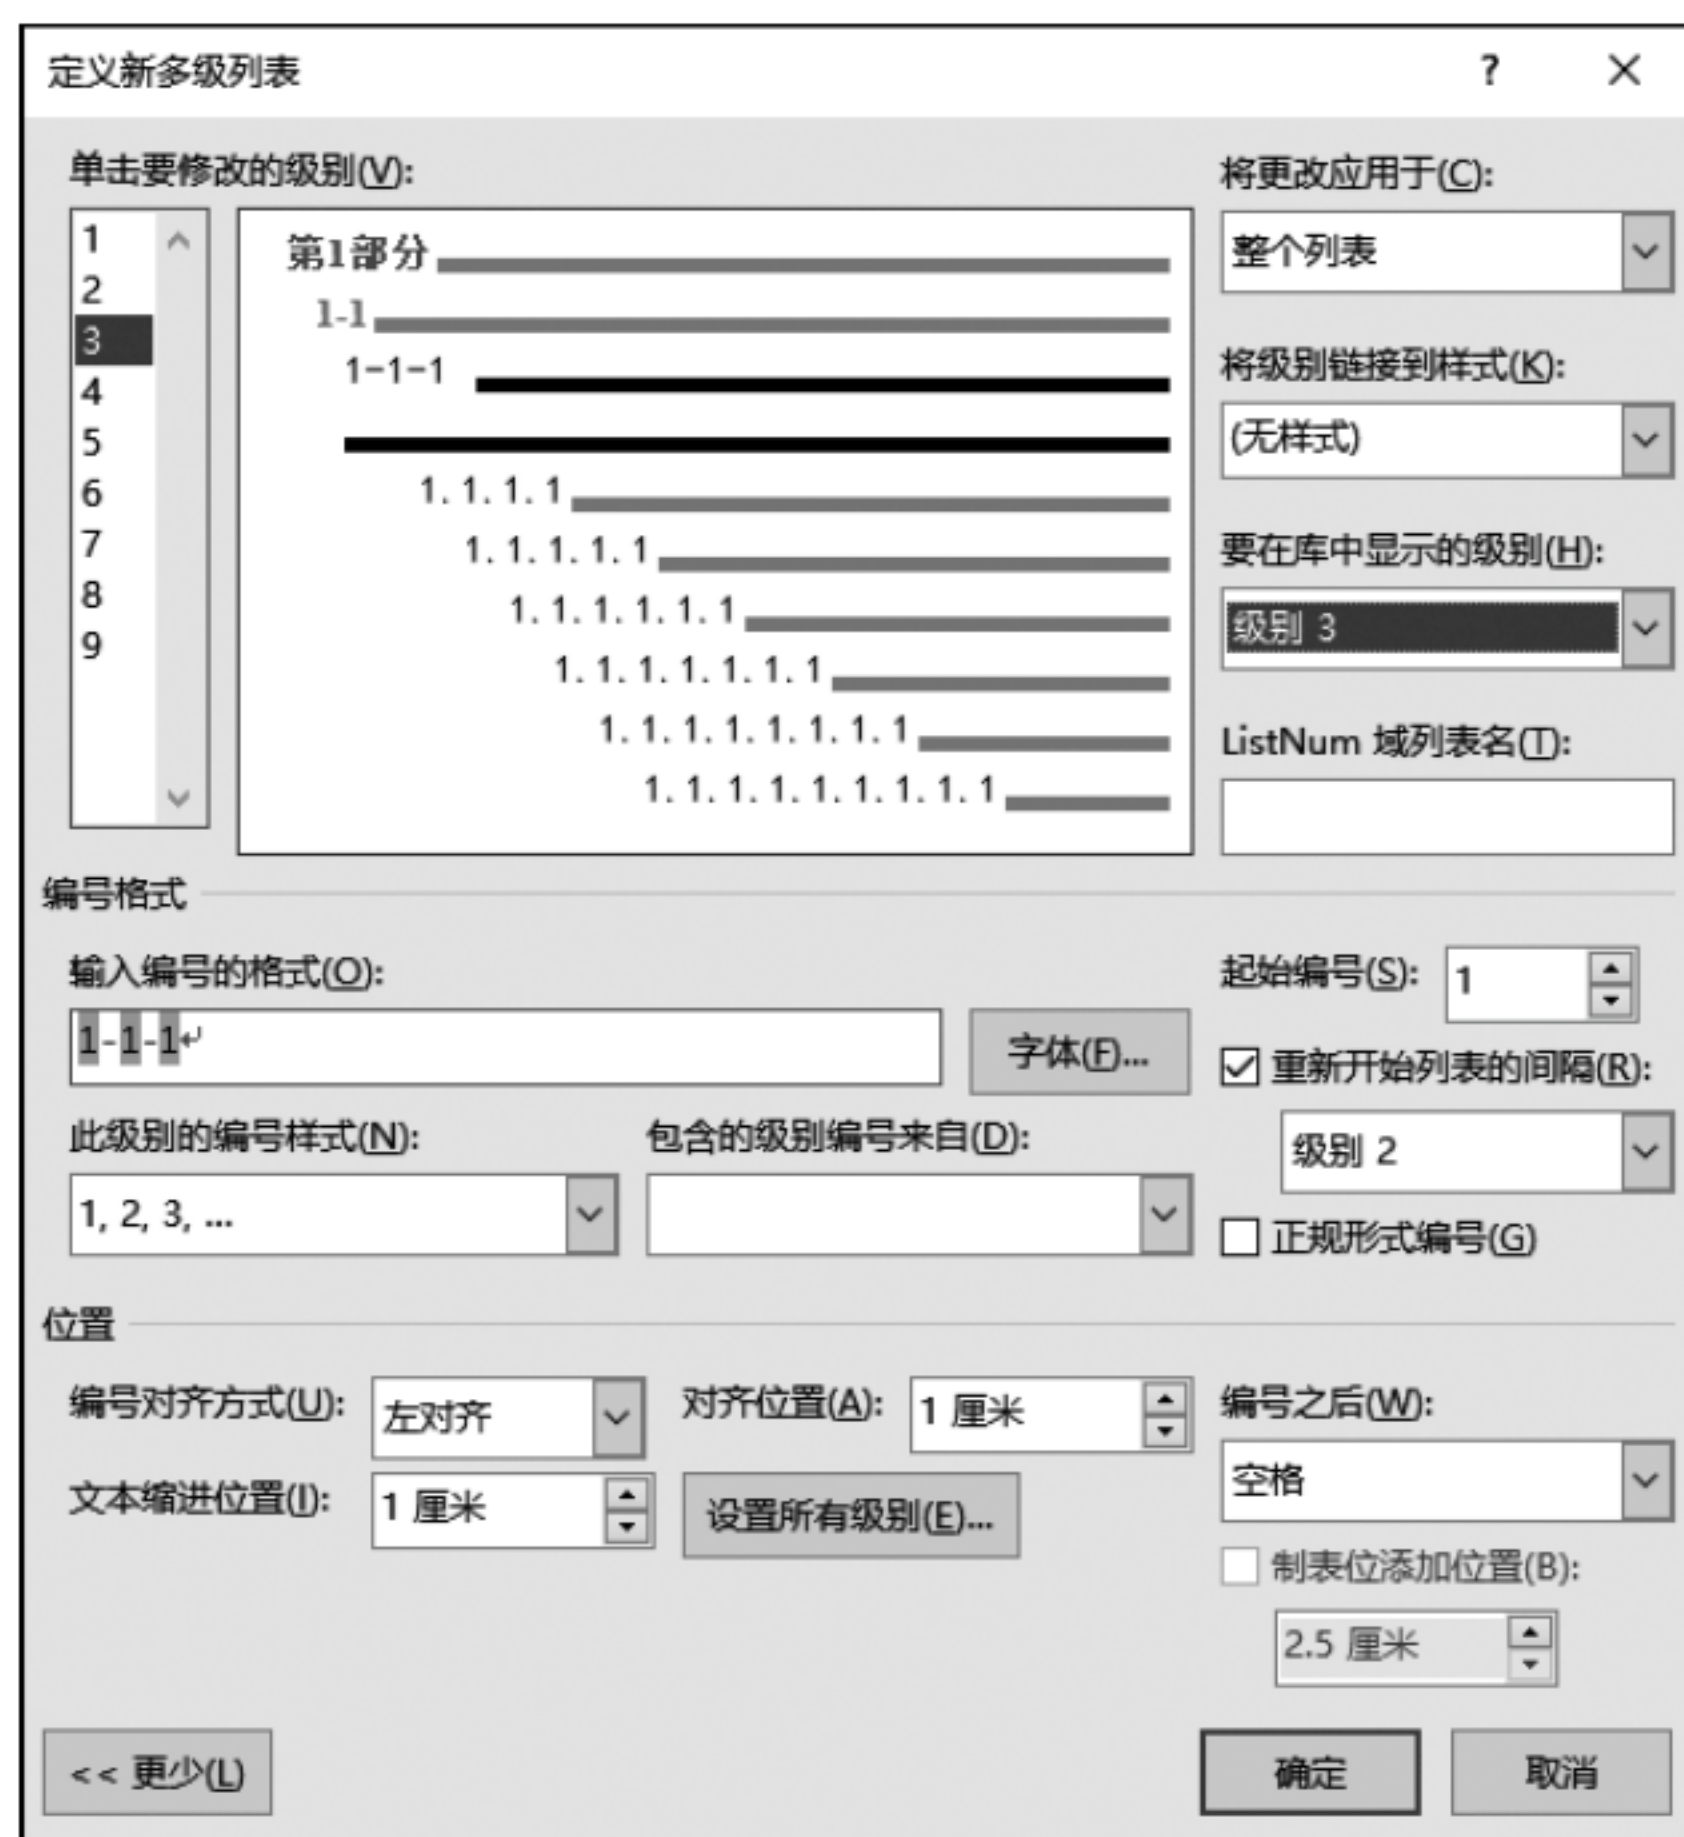 定义新多级列表 ? ×
单击要修改的级别(V):
1
2
3
4
5
6
7
8
9
第1部分
1-1
1-1-1
1.1.1.1
1.1.1.1.1
1.1.1.1.1.1
1.1.1.1.1.1.1
1.1.1.1.1.1.1.1
1.1.1.1.1.1.1.1.1
将更改应用于(C):
整个列表
将级别链接到样式(K):
(无样式)
要在库中显示的级别(H):
级别 3
ListNum 域列表名(T):
编号格式
输入编号的格式(O):
1-1-1↵
字体(F)...
起始编号(S): 1
重新开始列表的间隔(R):
级别 2
此级别的编号样式(N):
1, 2, 3, ...
包含的级别编号来自(D):
正规形式编号(G)
位置
编号对齐方式(U): 左对齐
对齐位置(A): 1 厘米
编号之后(W):
空格
文本缩进位置(I): 1 厘米
设置所有级别(E)...
制表位添加位置(B):
2.5 厘米
<< 更少(L)
确定
取消